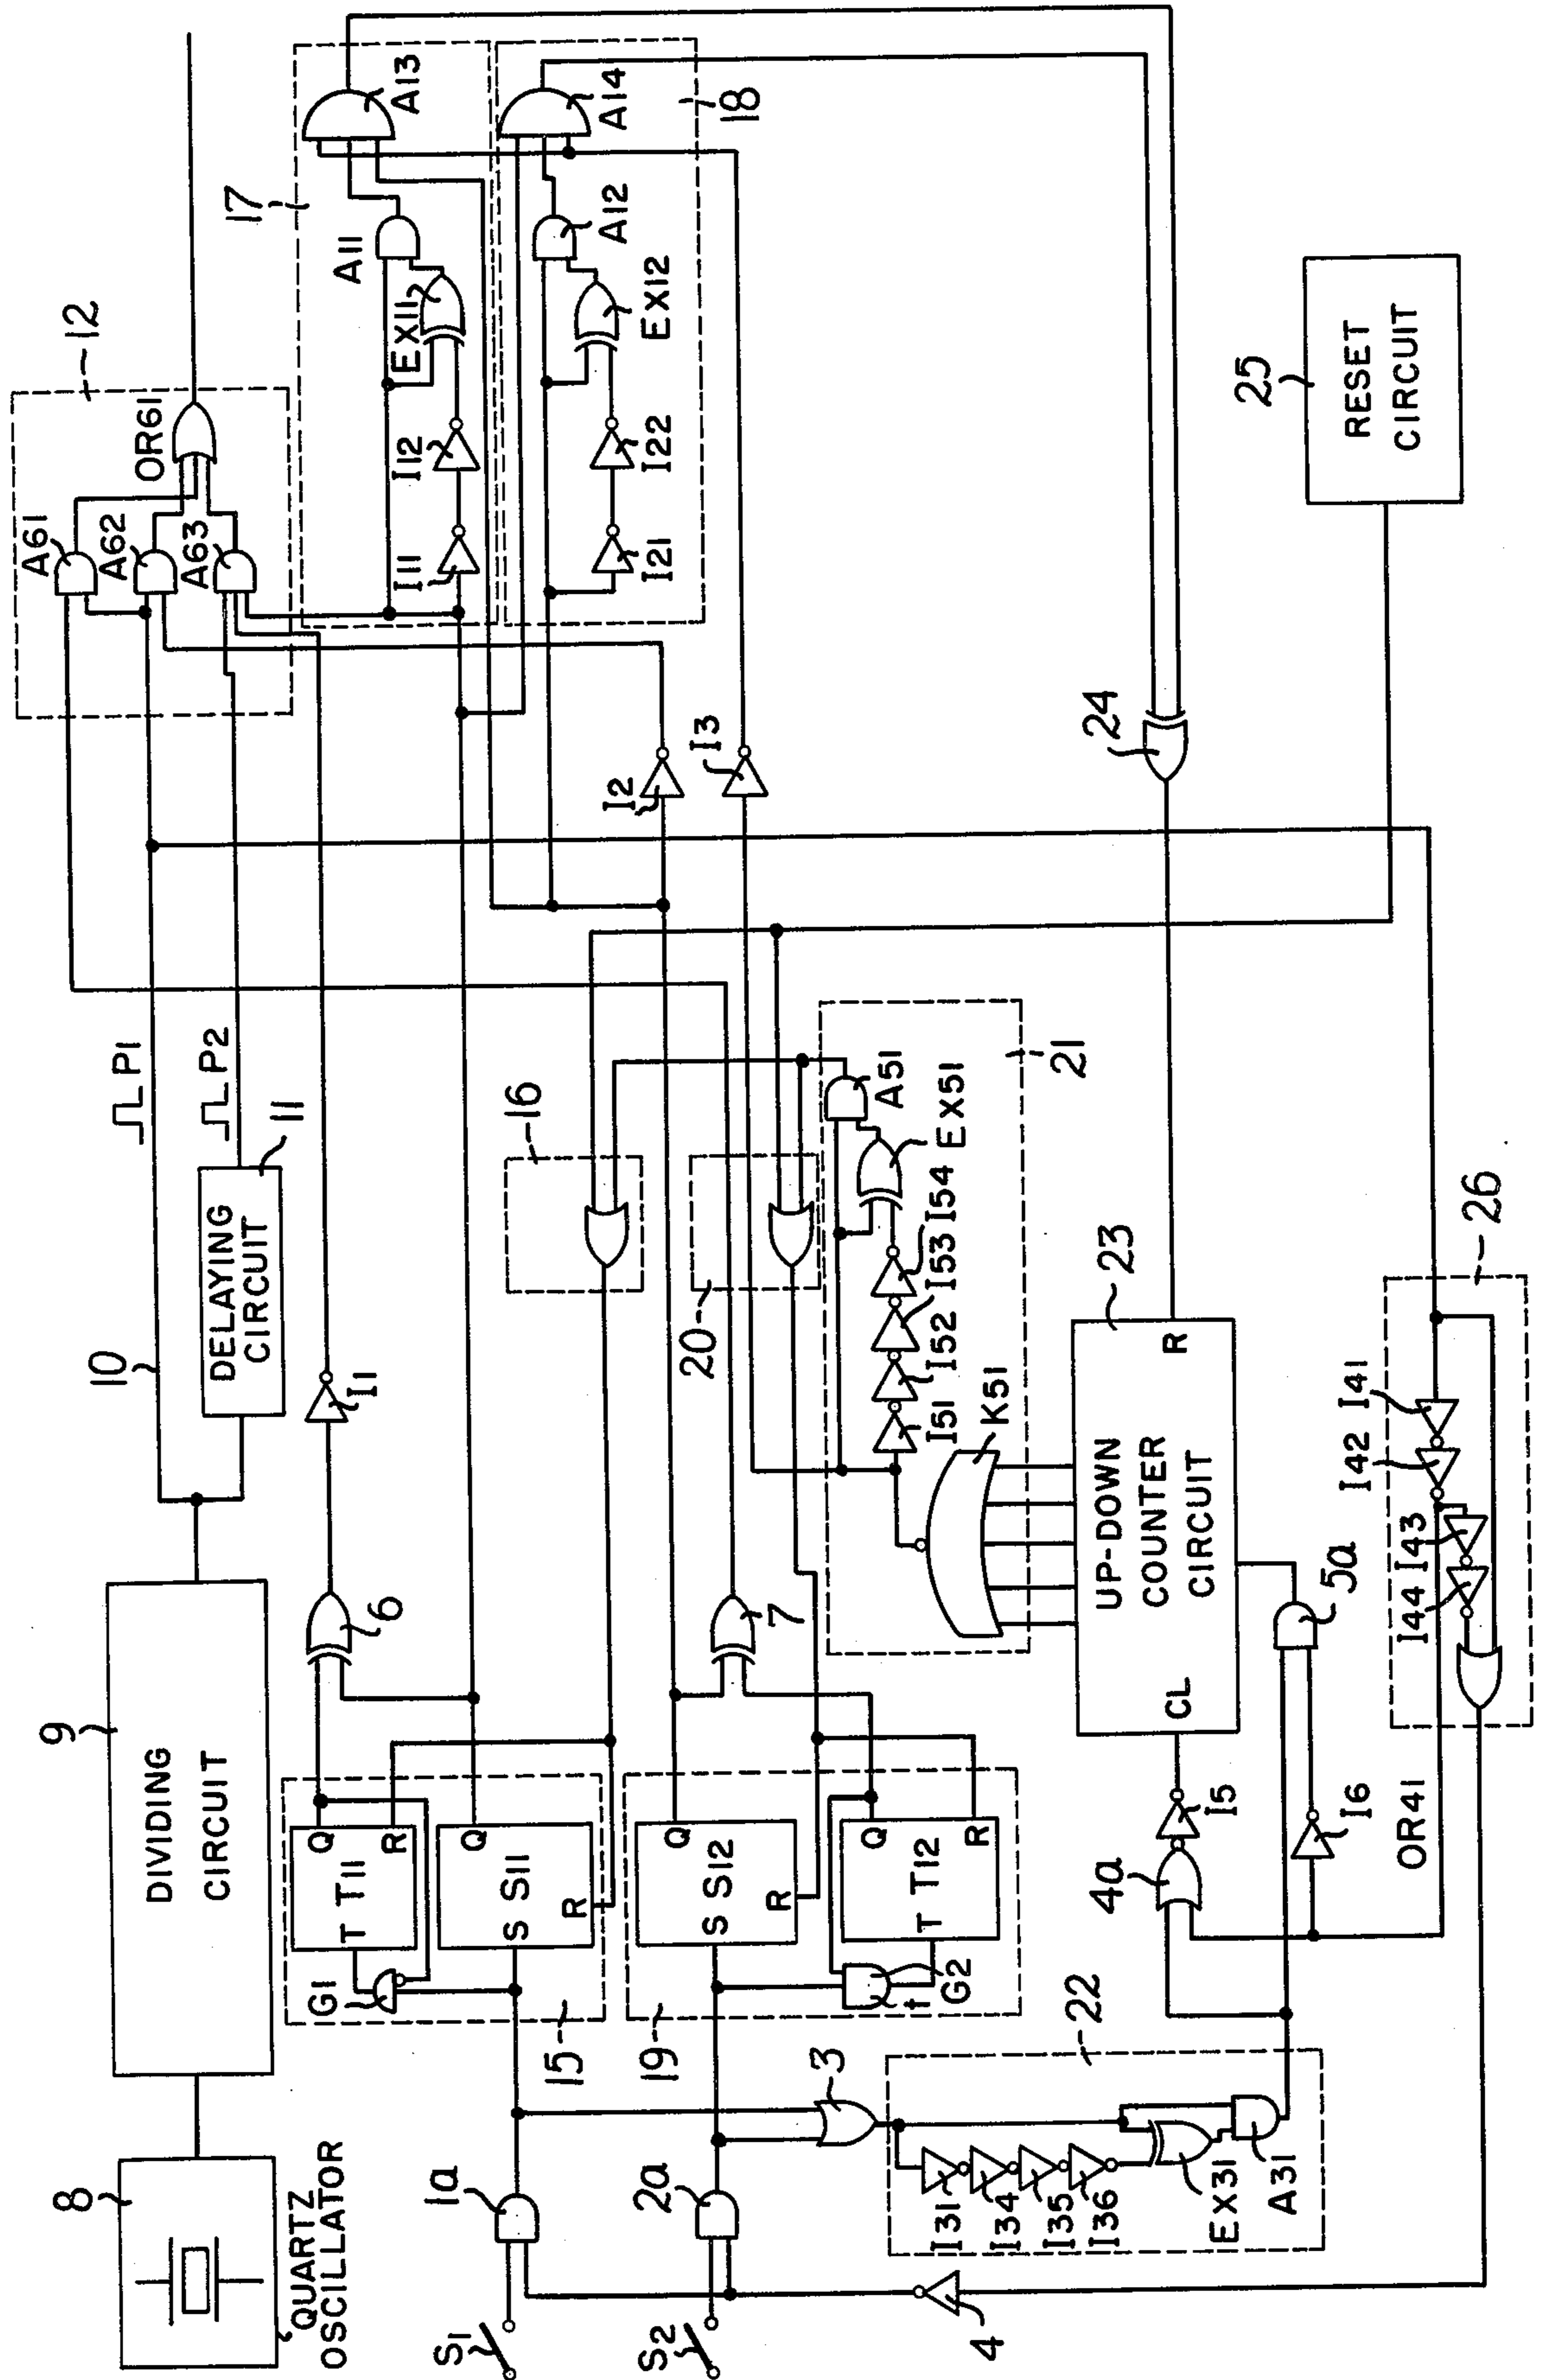 8
QUARTZ
OSCILLATOR
9
DIVIDING
CIRCUIT
10
P1
P2
DELAYING
CIRCUIT
11
12
A61
A62
A63
OR61
17
A11
EX11
I11
I12
A13
18
A12
EX12
I21
I22
A14
6
I1
I2
I3
15
T11
T
Q
R
G1
S11
S
Q
R
16
19
S12
S
Q
R
T12
T
Q
R
G2
t
7
20
21
A51
EX51
I51
I52
I53
I54
K51
S1
1a
S2
2a
3
4
22
I31
I34
I35
I36
EX31
A31
4a
I5
I6
5a
23
UP-DOWN
COUNTER
CIRCUIT
CL
R
24
25
RESET
CIRCUIT
26
I41
I42
I43
I44
OR41